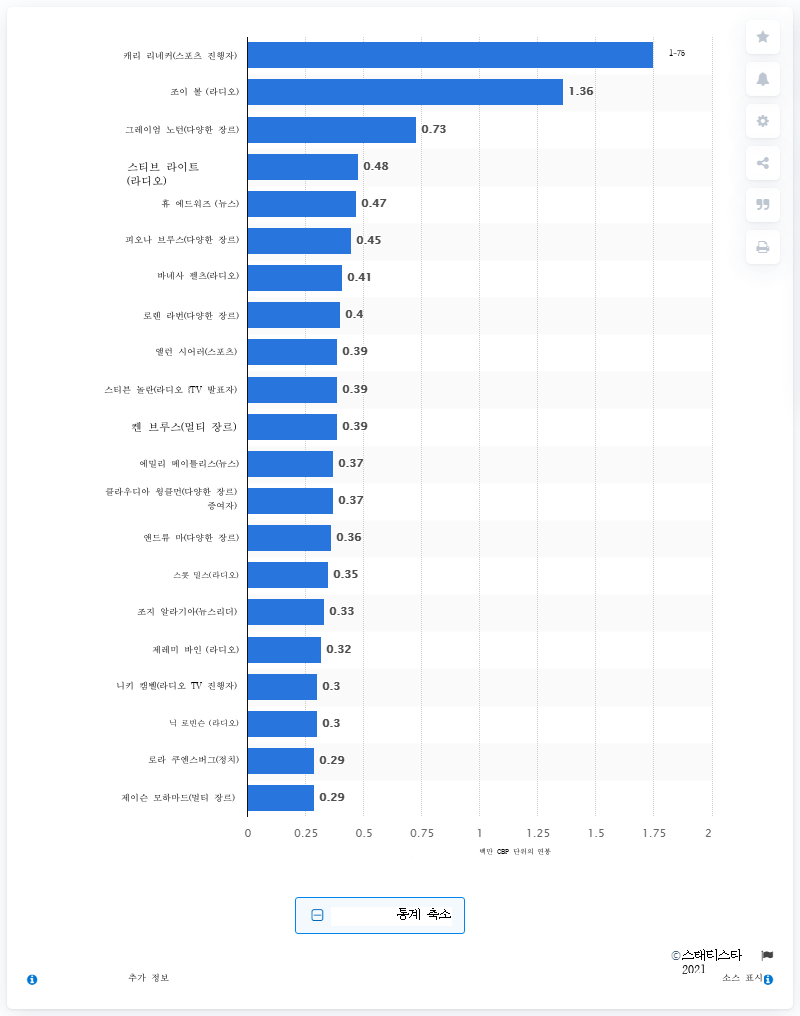 캐리 리네커(스포츠 진행자)
1-75
조이 볼 (라디오)
1.36
그레이엄 노턴(다양한 장르)
0.73
스티브 라이트
(라디오)
0.48
휴 에드워즈 (뉴스)
0.47
피오나 브루스(다양한 장르)
0.45
바네사 펠츠(라디오)
0.41
로렌 라번(다양한 장르)
0.4
앨런 시어러(스포츠)
0.39
스티븐 놀란(라디오 TV 발표자)
0.39
켄 브루스(멀티 장르)
0.39
에밀리 메이틀리스(뉴스)
0.37
클라우디아 윙클먼(다양한 장르)
증여자)
0.37
앤드류 마(다양한 장르)
0.36
스콧 밀스(라디오)
0.35
조지 알라기아(뉴스리더)
0.33
제레미 바인 (라디오)
0.32
니키 캠벨(라디오 TV 진행자)
0.3
닉 로빈슨 (라디오)
0.3
로라 쿠엔스버그(정치)
0.29
제이슨 모하마드(멀티 장르)
0.29
0 0.25 0.5 0.75 1 1.25 1.5 1.75 2
백만 GBP 단위의 연봉
통계 축소
©스태티스타
2021
추가 정보
소스 표시